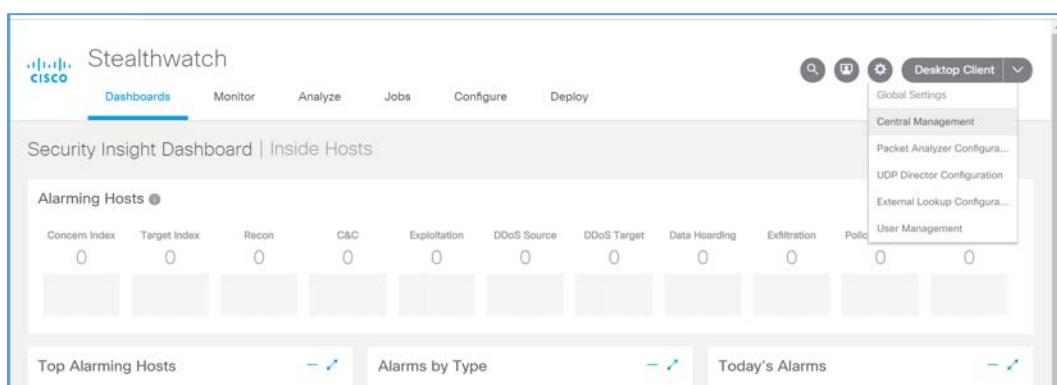 Stealthwatch
CISCO
Desktop Client
Dashboards Monitor Analyze Jobs Configure Deploy
Global Settings
Central Management
Packet Analyzer Configura...
UDP Director Configuration
External Lookup Configura...
User Management
Security Insight Dashboard | Inside Hosts
Alarming Hosts
Concern Index Target Index Recon C&C Exploitation DDoS Source DDoS Target Data Hoarding Exfiltration
0 0 0 0 0 0 0 0 0 0 0
Top Alarming Hosts Alarms by Type Today's Alarms